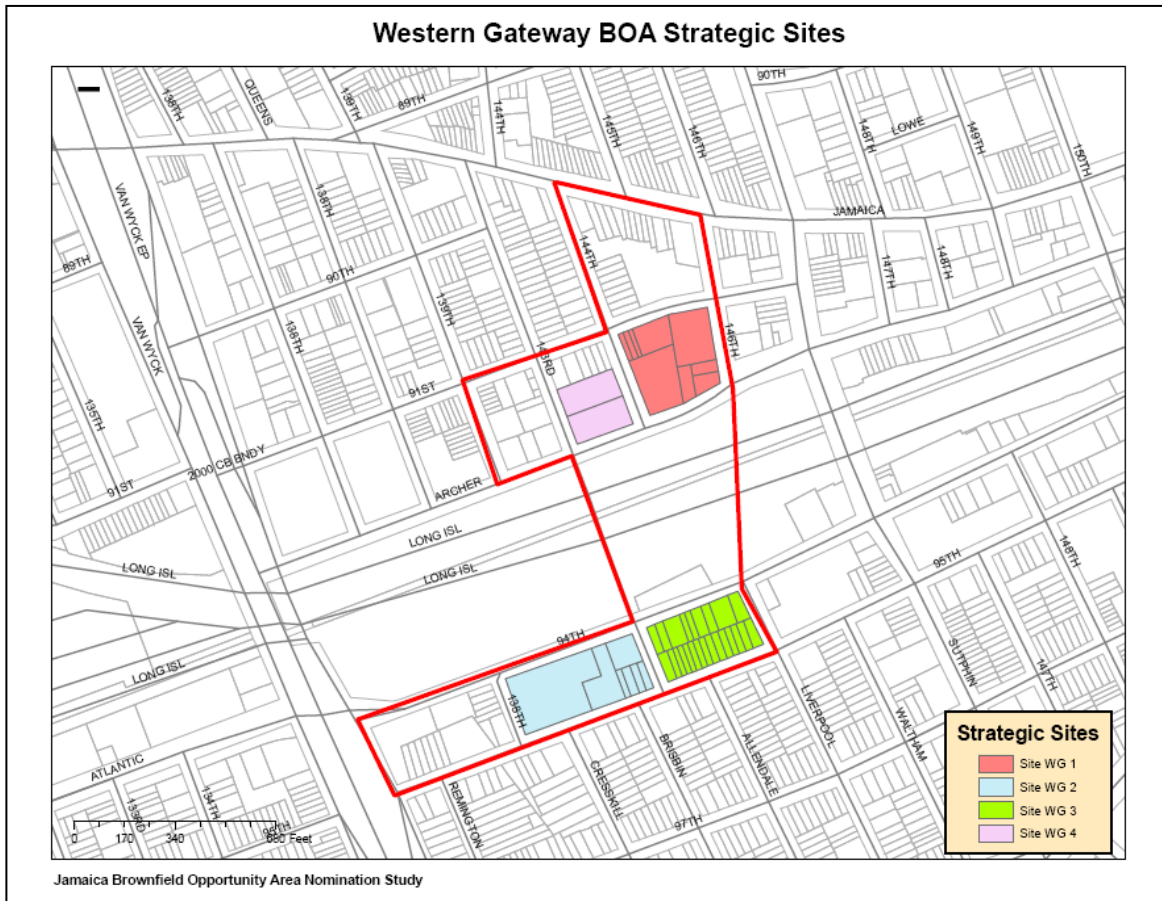 Western Gateway BOA Strategic Sites
90TH
138TH
QUEENS
139TH
89TH
144TH
145TH
146TH
148TH
LOWE
149TH
150TH
VAN WYCK EP
138TH
JAMAICA
89TH
90TH
144TH
147TH
148TH
VAN WYCK
139TH
138TH
143RD
146TH
91ST
135TH
2000 CB BNDY
91ST
ARCHER
LONG ISL
LONG ISL
LONG ISL
95TH
148TH
94TH
LONG ISL
SUTPHIN
147TH
138TH
LIVERPOOL
WALTHAM
ATLANTIC
BRISBIN
ALLENDALE
CRESSKILL
REMINGTON
134TH
133RD
95TH
97TH
Strategic Sites
Site WG 1
Site WG 2
Site WG 3
Site WG 4
0 170 340 680 Feet
Jamaica Brownfield Opportunity Area Nomination Study